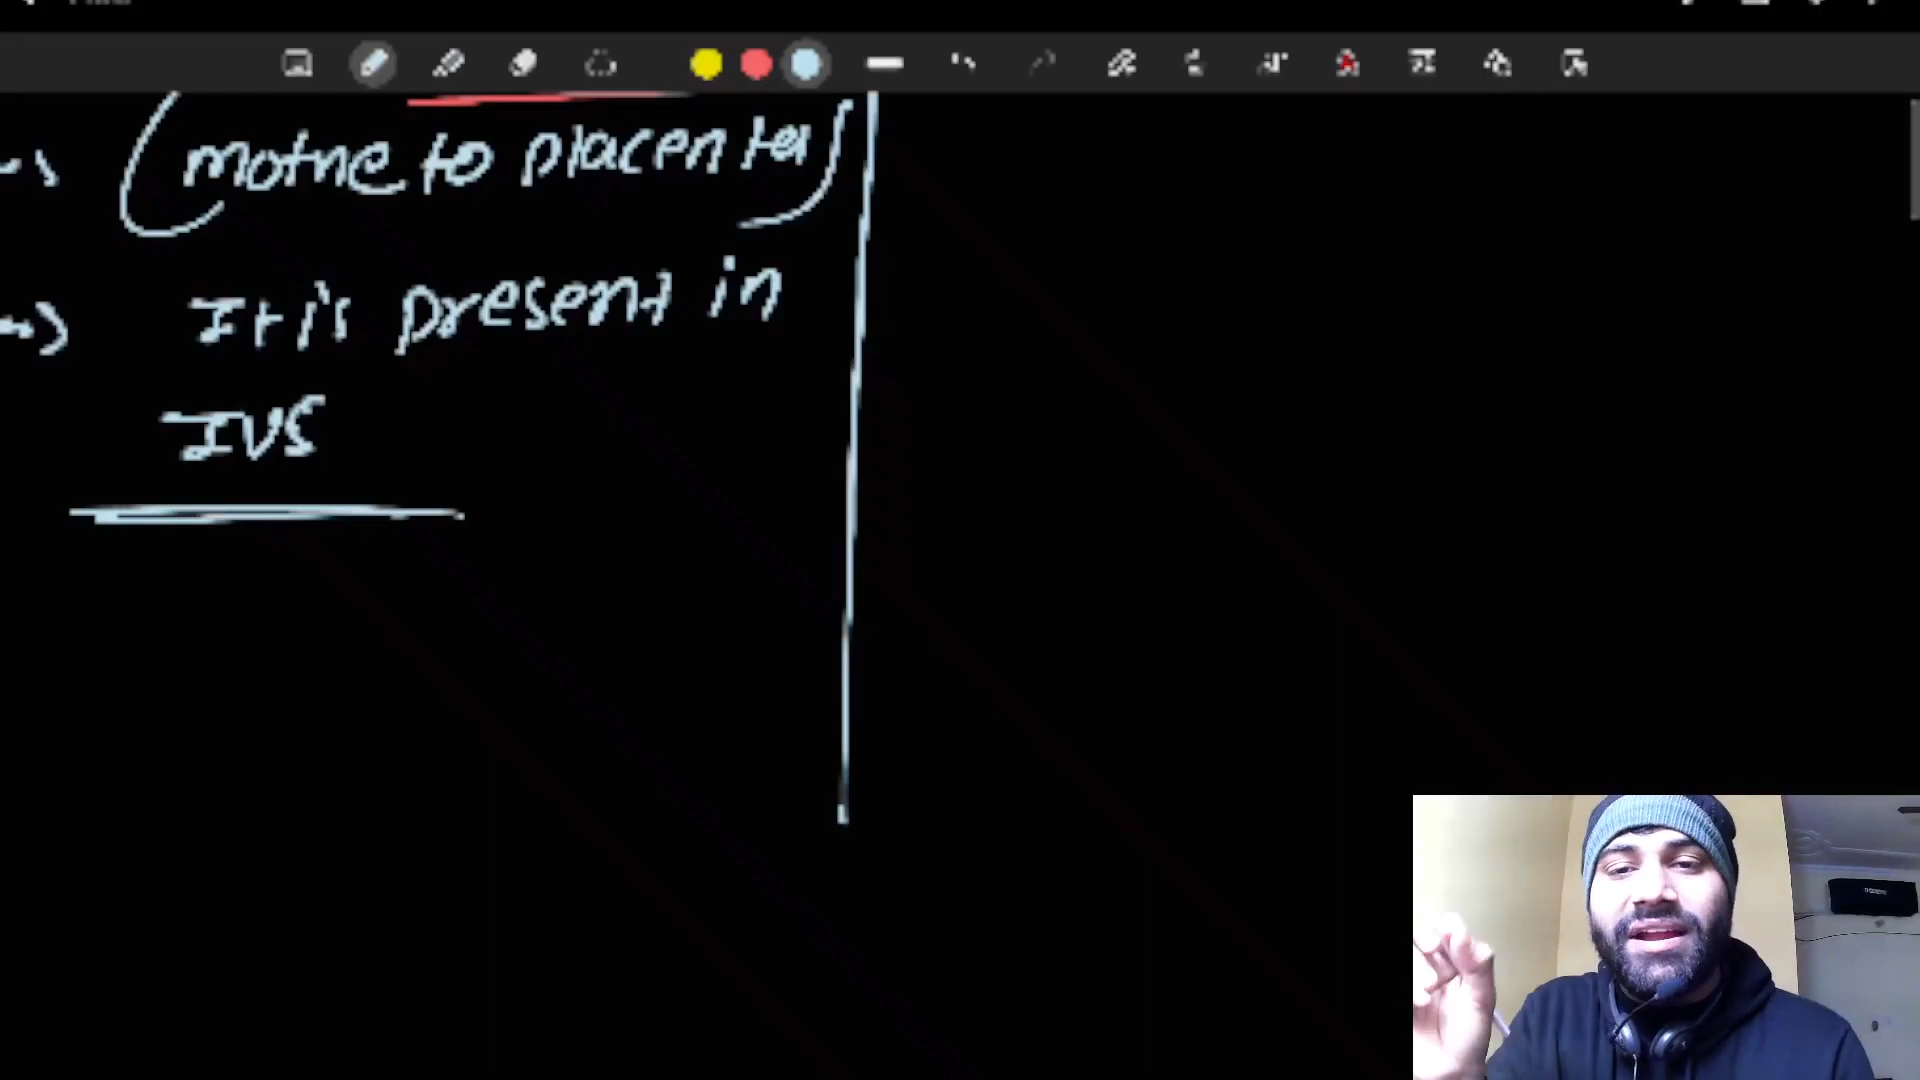 (motne to placenta)
It is present in
IVS